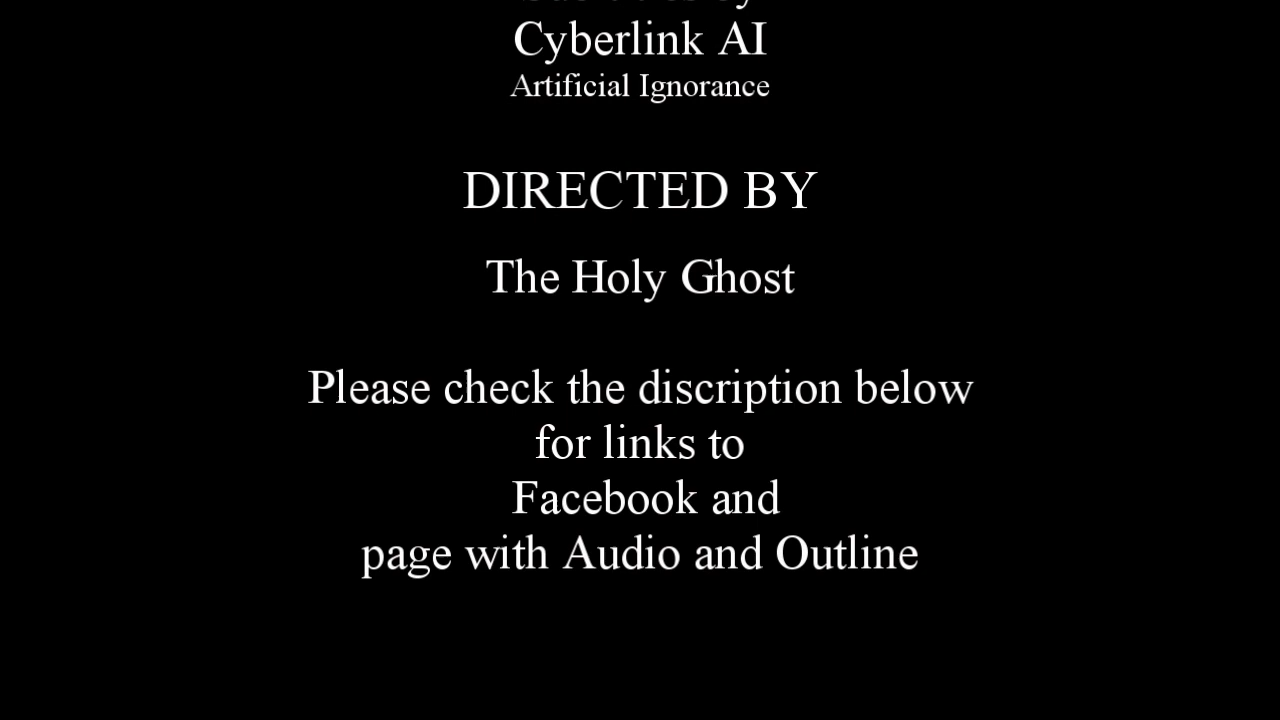 Cyberlink AI
Artificial Ignorance
DIRECTED BY
The Holy Ghost
Please check the discription below
for links to
Facebook and
page with Audio and Outline